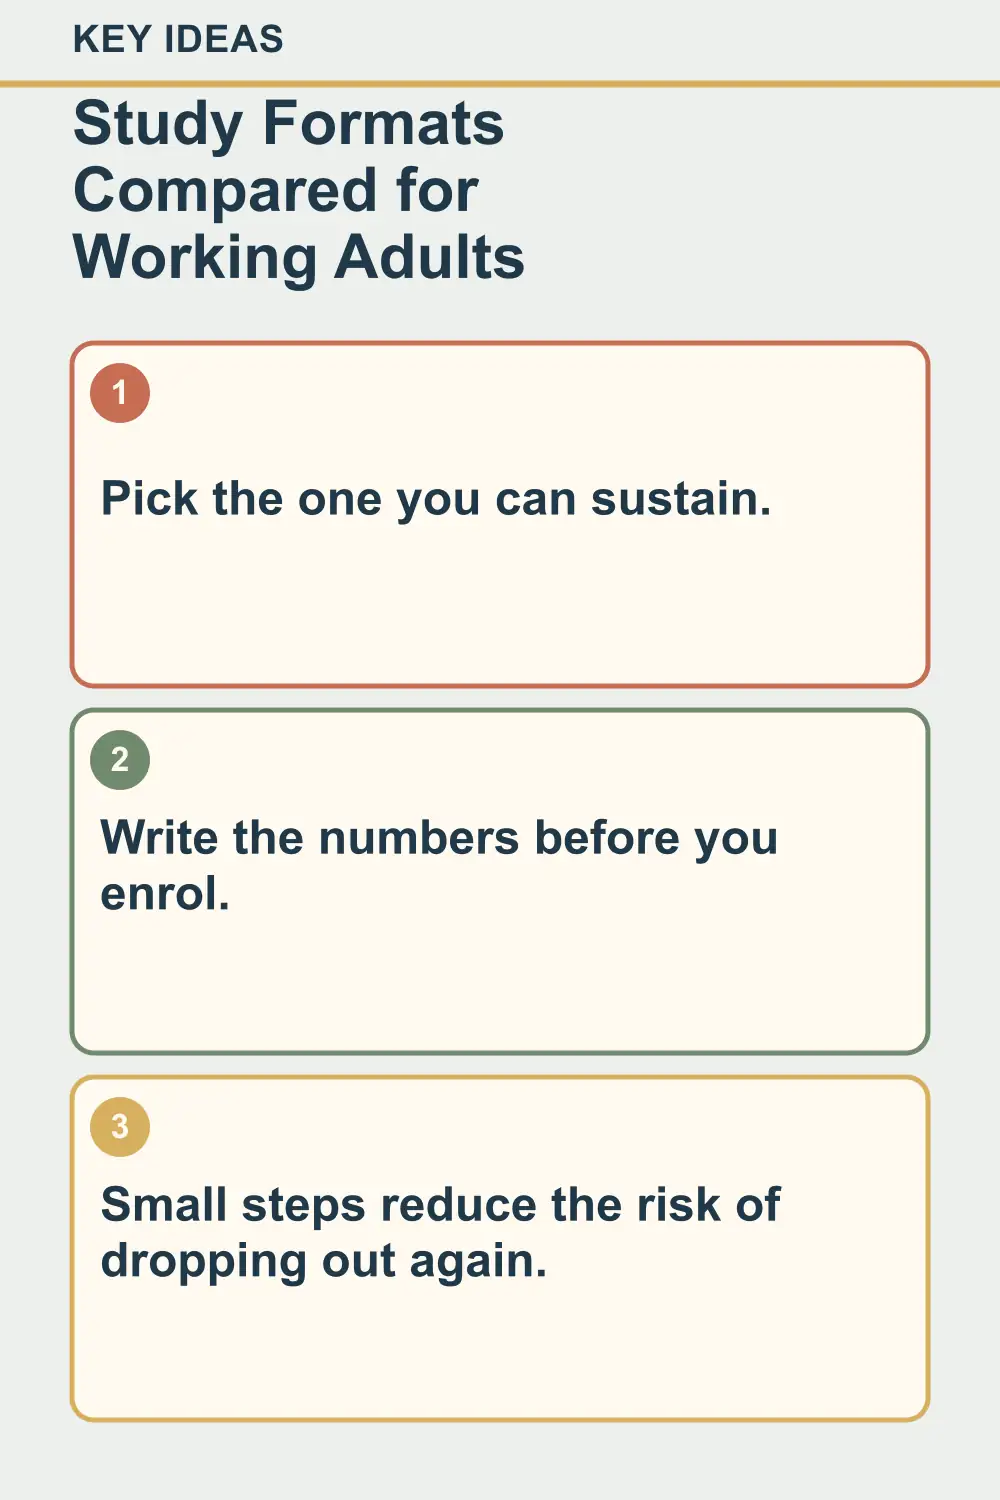 KEY IDEAS
Study Formats
Compared for
Working Adults
1
Pick the one you can sustain.
2
Write the numbers before you
enrol.
3
Small steps reduce the risk of
dropping out again.